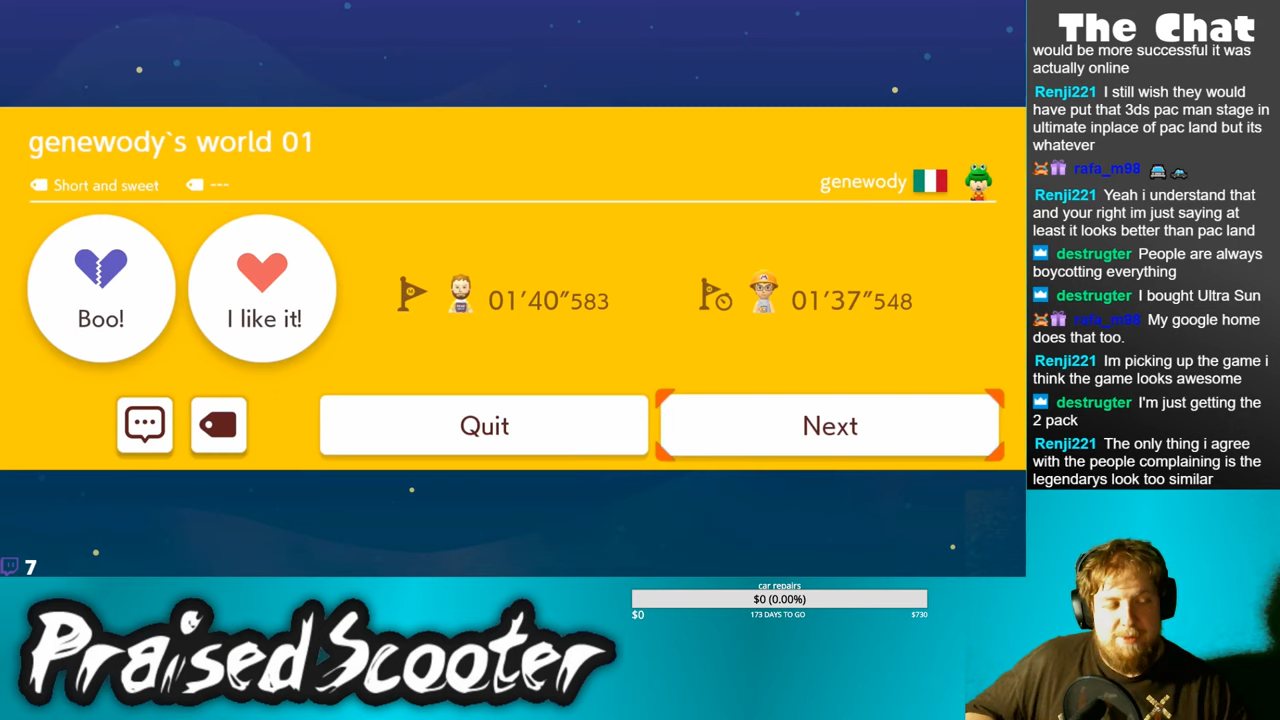 The Chat
would be more successful it was
actually online
Renji221 I still wish they would
have put that 3ds pac man stage in
ultimate inplace of pac land but its
whatever
rafa_m98
Renji221 Yeah i understand that
and your right im just saying at
least it looks better than pac land
destrugter People are always
boycotting everything
destrugter I bought Ultra Sun
rafa_m98 My google home
does that too.
Renji221 Im picking up the game i
think the game looks awesome
destrugter I'm just getting the
2 pack
Renji221 The only thing i agree
with the people complaining is the
legendarys look too similar
genewody`s world 01
Short and sweet ---
genewody
Boo!
I like it!
01'40"583
01'37"548
Quit
Next
7
PraisedScooter
car repairs
$0 (0.00%)
$0 173 DAYS TO GO $730